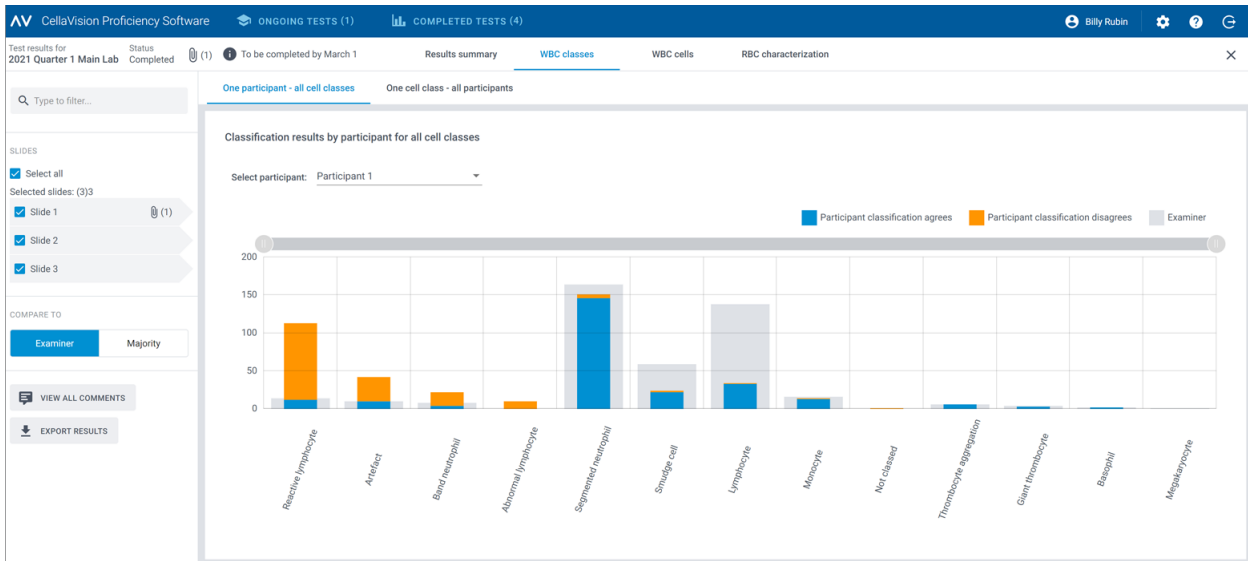 CellaVision Proficiency Software
ONGOING TESTS (1)
COMPLETED TESTS (4)
Billy Rubin
Test results for
2021 Quarter 1 Main Lab
Status
Completed
(1)
To be completed by March 1
Results summary
WBC classes
WBC cells
RBC characterization
Type to filter...
SLIDES
Select all
Selected slides: (3)3
Slide 1
(1)
Slide 2
Slide 3
COMPARE TO
Examiner
Majority
VIEW ALL COMMENTS
EXPORT RESULTS
One participant - all cell classes
One cell class - all participants
Classification results by participant for all cell classes
Select participant: Participant 1
Participant classification agrees
Participant classification disagrees
Examiner
200
150
100
50
0
Reactive lymphocyte
Artefact
Band neutrophil
Abnormal lymphocyte
Segmented neutrophil
Smudge cell
Lymphocyte
Monocyte
Not classed
Thrombocyte aggregation
Giant thrombocyte
Basophil
Megakaryocyte